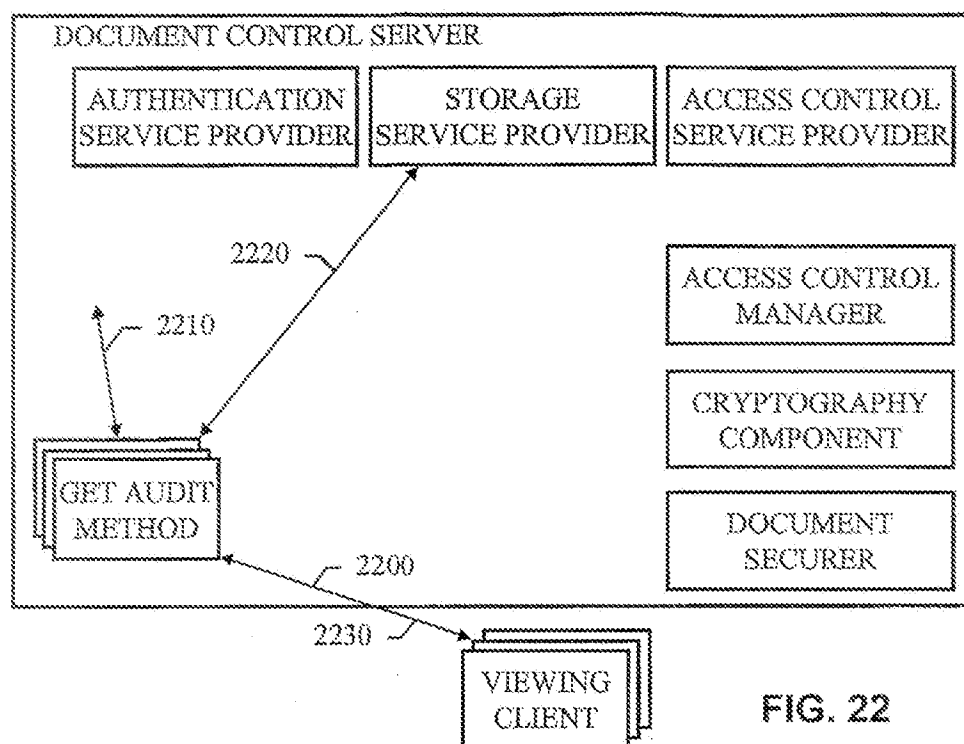 DOCUMENT CONTROL SERVER
AUTHENTICATION
SERVICE PROVIDER
STORAGE
SERVICE PROVIDER
ACCESS CONTROL
SERVICE PROVIDER
2220
2210
ACCESS CONTROL
MANAGER
CRYPTOGRAPHY
COMPONENT
GET AUDIT
METHOD
DOCUMENT
SECURER
2200
2230
VIEWING
CLIENT
FIG. 22